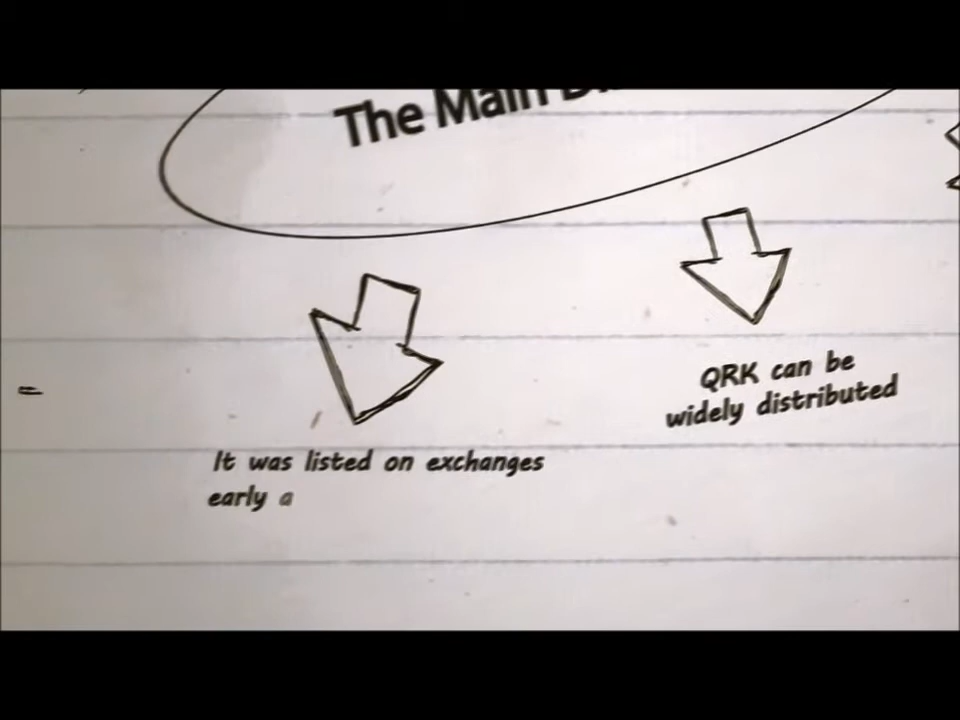 The Main
It was listed on exchanges
early a
QRK can be
widely distributed